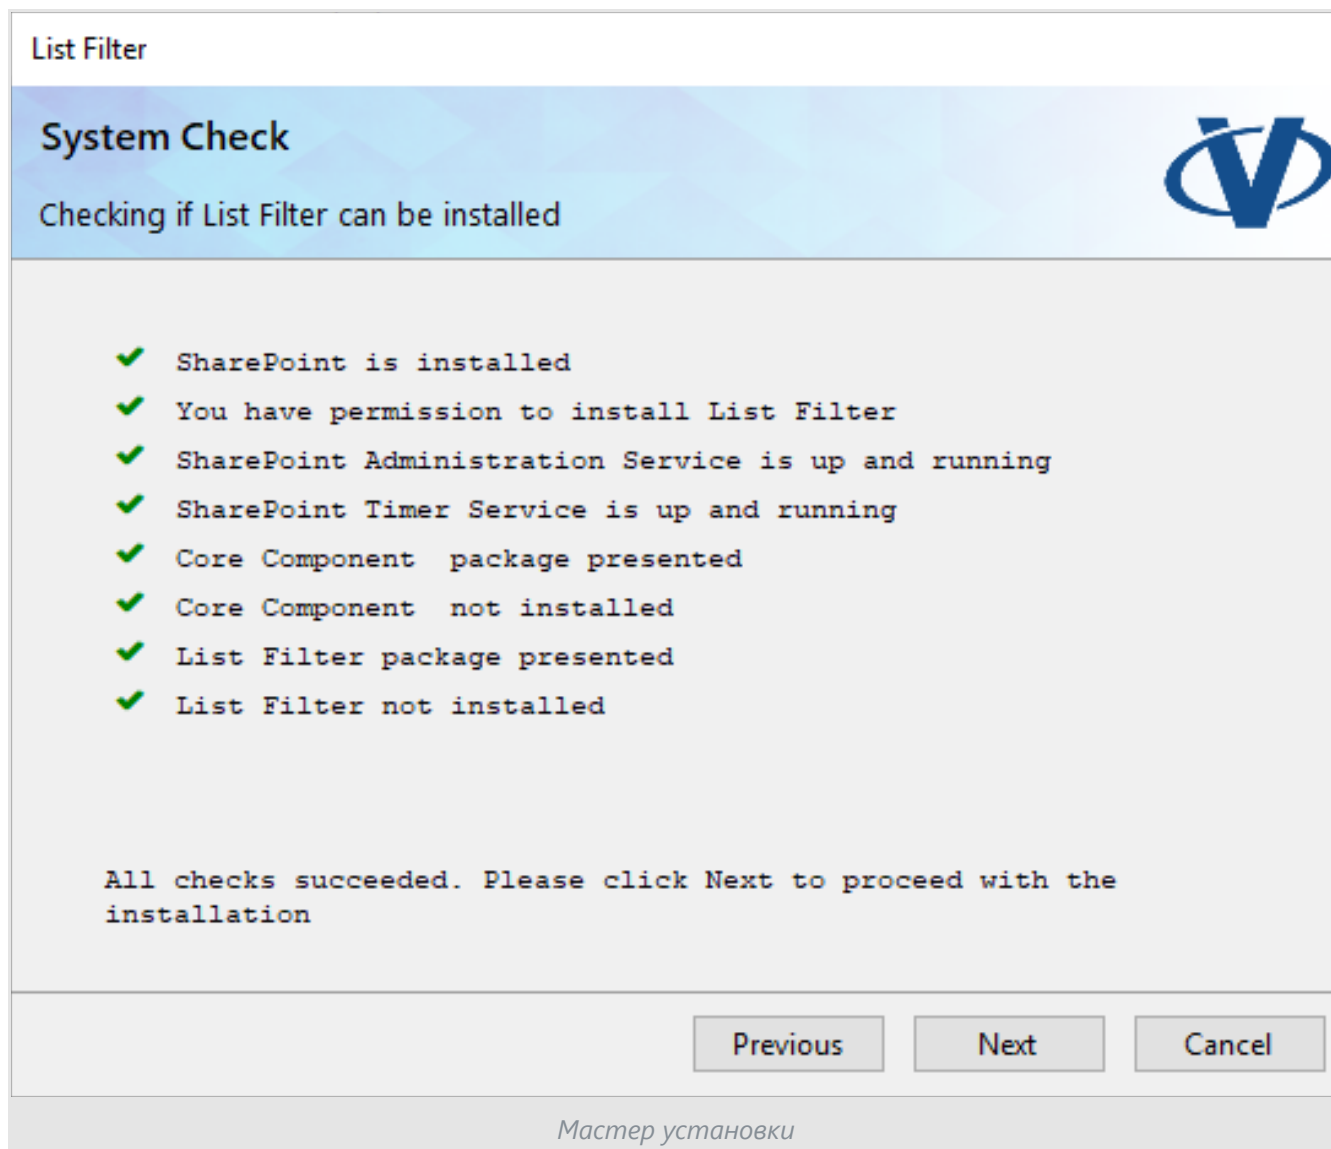 List Filter
System Check
Checking if List Filter can be installed
SharePoint is installed
You have permission to install List Filter
SharePoint Administration Service is up and running
SharePoint Timer Service is up and running
Core Component  package presented
Core Component  not installed
List Filter package presented
List Filter not installed
All checks succeeded. Please click Next to proceed with the
installation
Previous Next Cancel
Мастер установки